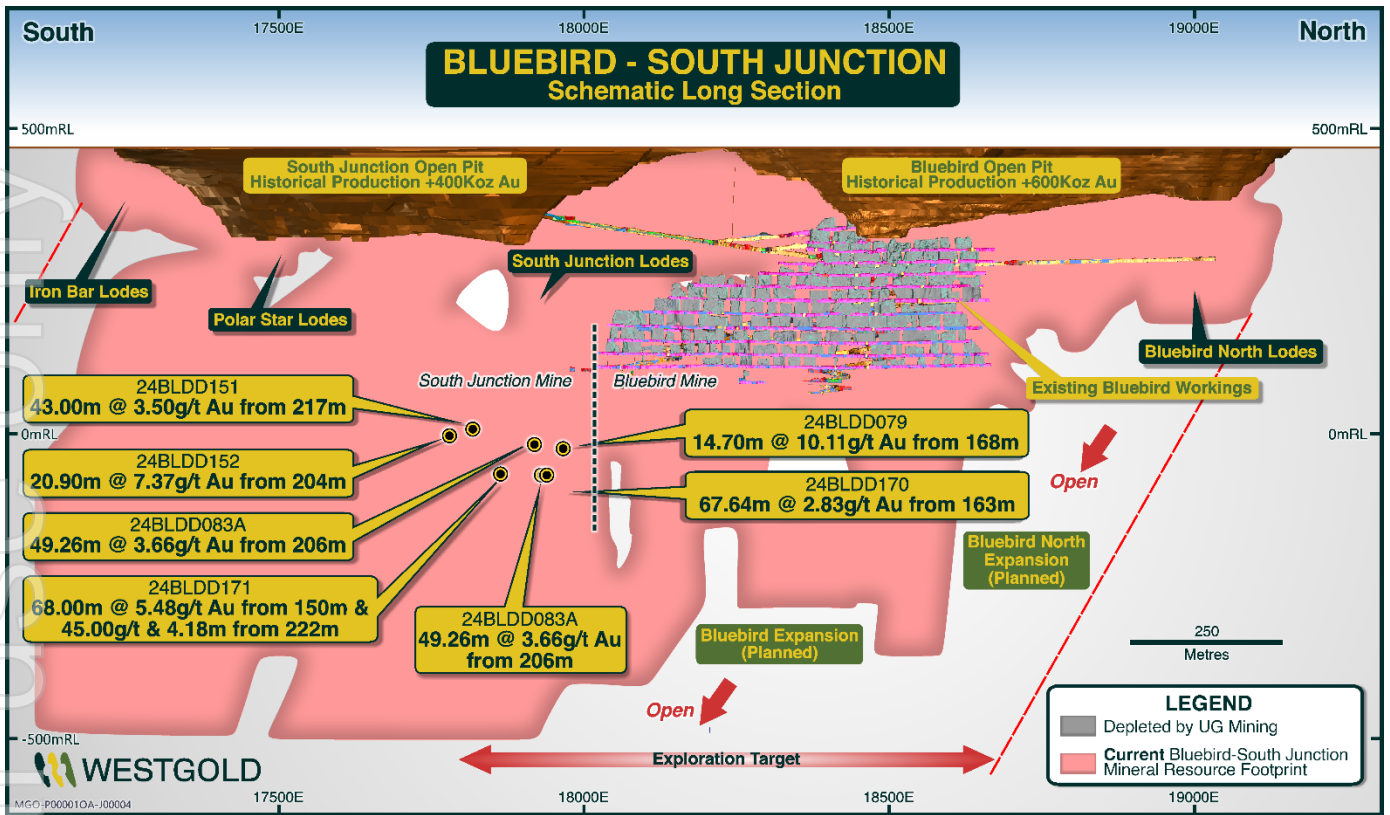 South
17500E
18000E
18500E
19000E
North
BLUEBIRD - SOUTH JUNCTION
Schematic Long Section
500mRL
500mRL
South Junction Open Pit
Historical Production +400Koz Au
Bluebird Open Pit
Historical Production +600Koz Au
South Junction Lodes
Iron Bar Lodes
Polar Star Lodes
Bluebird North Lodes
South Junction Mine
Bluebird Mine
Existing Bluebird Workings
24BLDD151
43.00m @ 3.50g/t Au from 217m
0mRL
0mRL
24BLDD079
14.70m @ 10.11g/t Au from 168m
24BLDD152
20.90m @ 7.37g/t Au from 204m
24BLDD170
67.64m @ 2.83g/t Au from 163m
Open
24BLDD083A
49.26m @ 3.66g/t Au from 206m
Bluebird North
Expansion
(Planned)
24BLDD171
68.00m @ 5.48g/t Au from 150m &
45.00g/t & 4.18m from 222m
24BLDD083A
49.26m @ 3.66g/t Au
from 206m
Bluebird Expansion
(Planned)
250
Metres
Open
LEGEND
Depleted by UG Mining
Current Bluebird-South Junction
Mineral Resource Footprint
-500mRL
Exploration Target
WESTGOLD
MGO-P00001OA-J00004
17500E
18000E
18500E
19000E